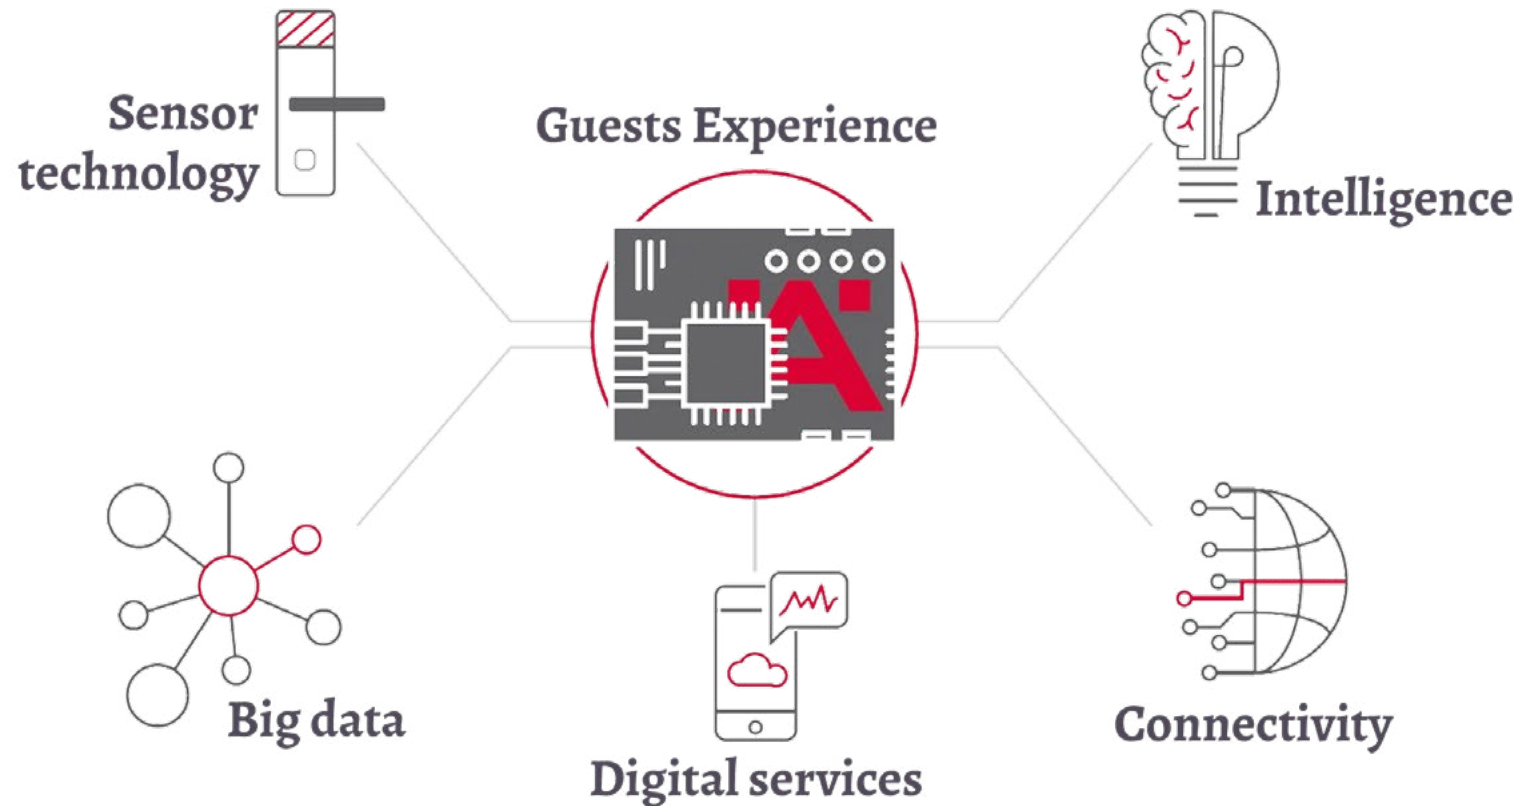 Sensor
technology
Guests Experience
Intelligence
A
Big data
Digital services
Connectivity